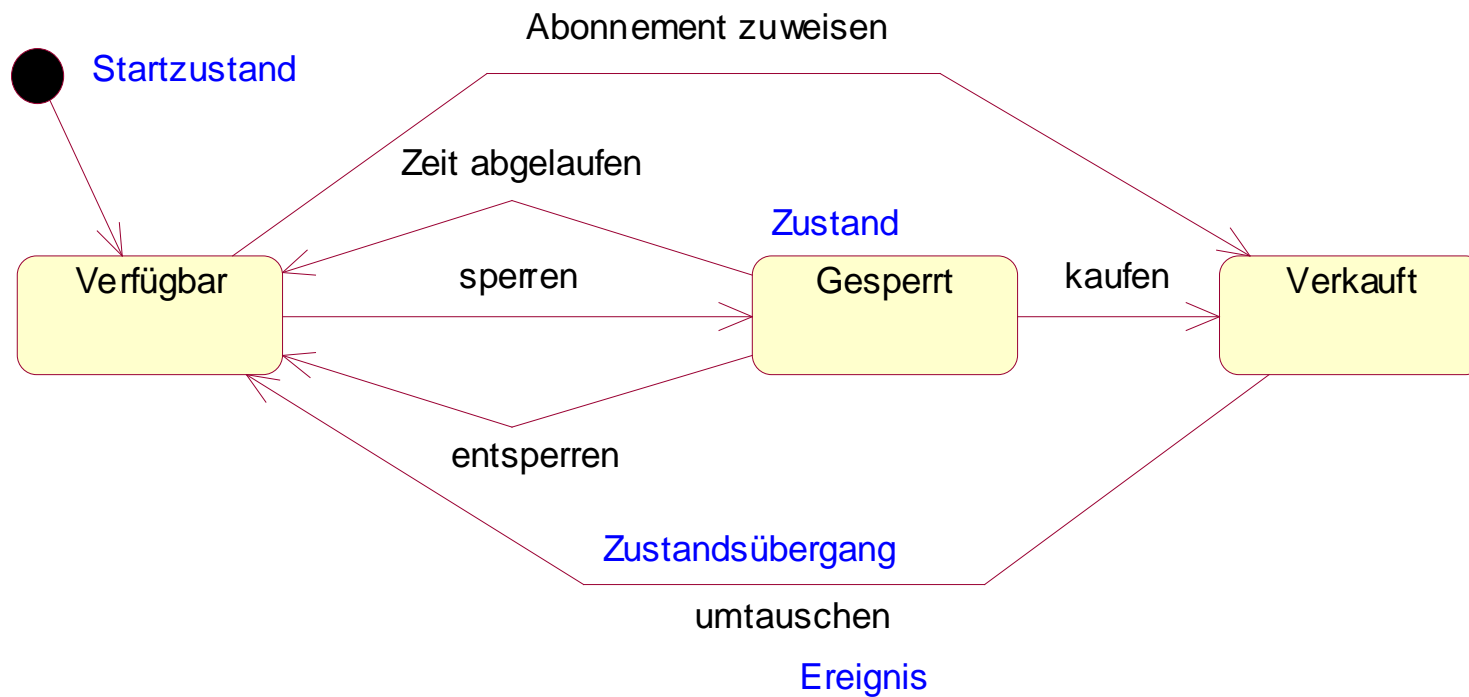 Abonnement zuweisen
Startzustand
Zeit abgelaufen
Zustand
Verfügbar
sperren
Gesperrt
kaufen
Verkauft
entsperren
Zustandsübergang
umtauschen
Ereignis